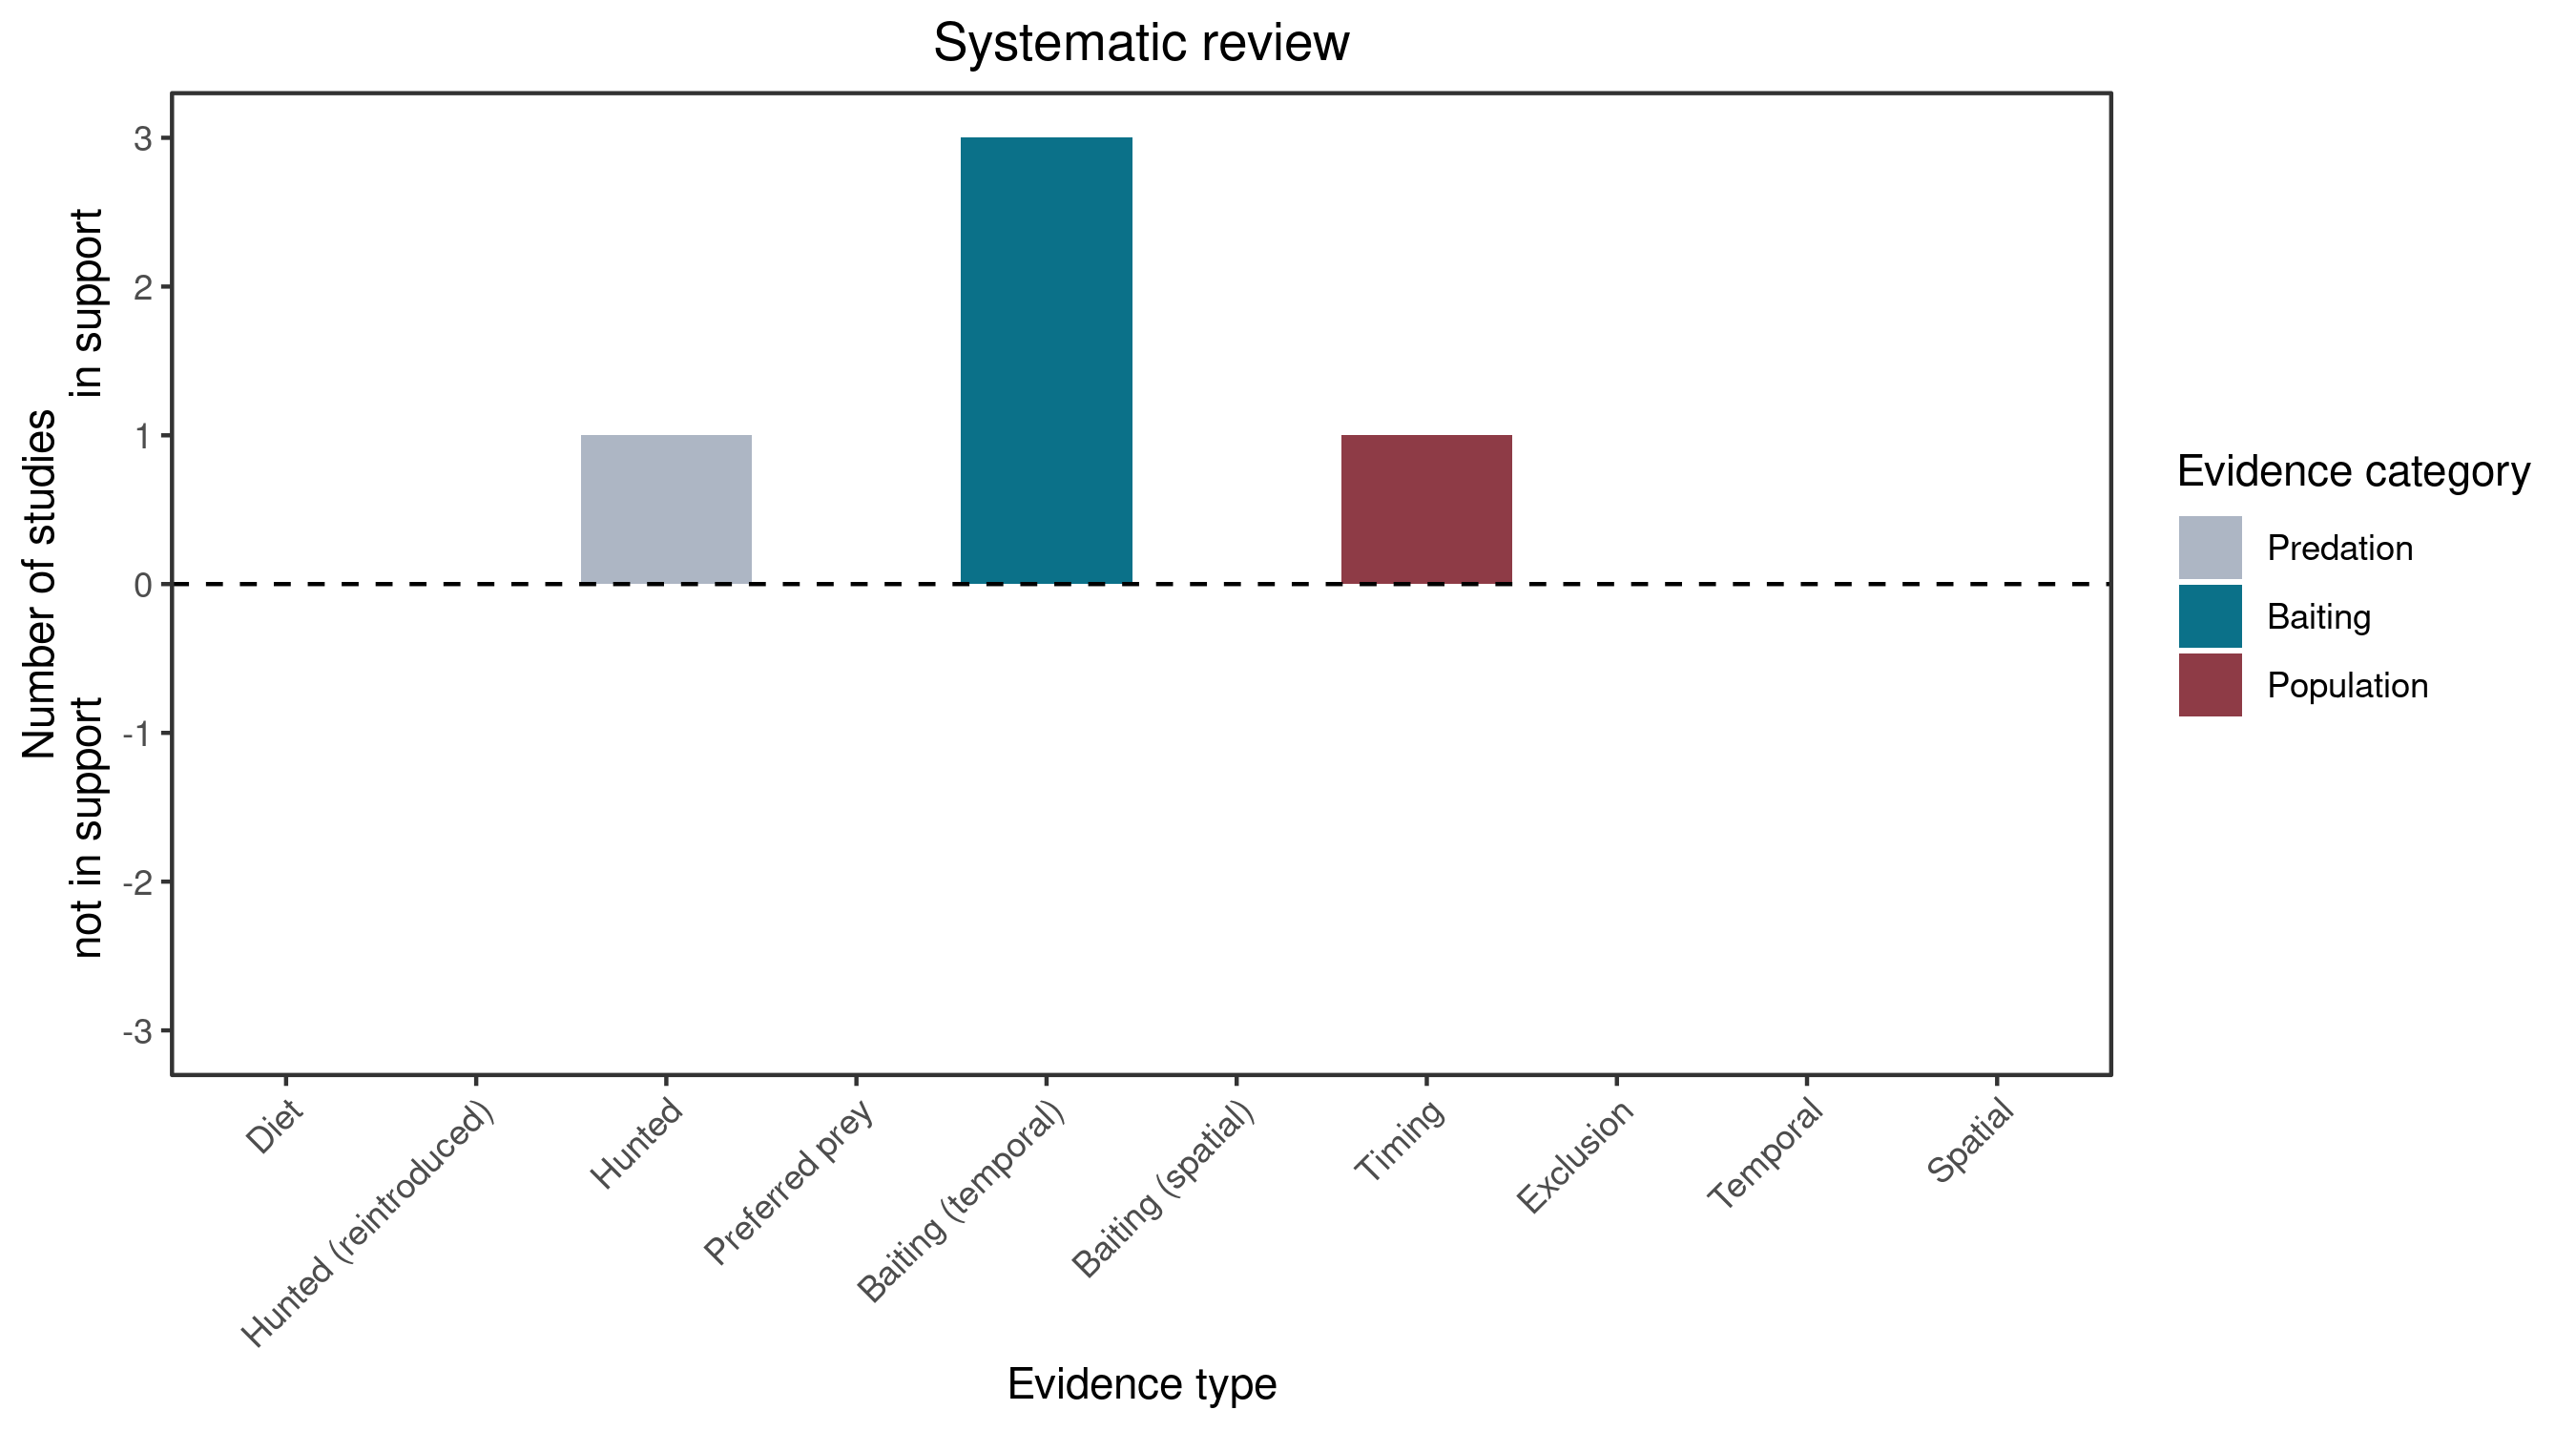 Systematic review
Number of studies
not in support in support
3
2
1
0
-1
-2
-3
Diet
Hunted (reintroduced)
Hunted
Preferred prey
Baiting (temporal)
Baiting (spatial)
Timing
Exclusion
Temporal
Spatial
Evidence type
Evidence category
Predation
Baiting
Population